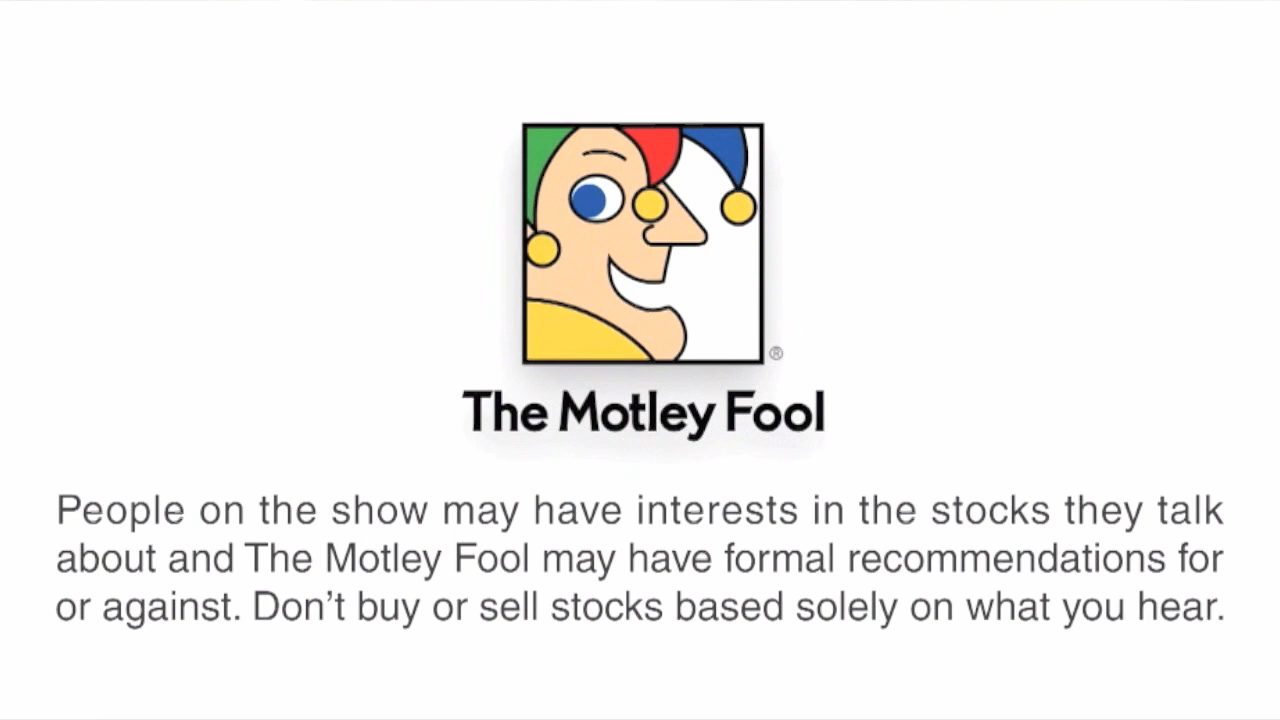 ®
The Motley Fool
People on the show may have interests in the stocks they talk
about and The Motley Fool may have formal recommendations for
or against. Don’t buy or sell stocks based solely on what you hear.